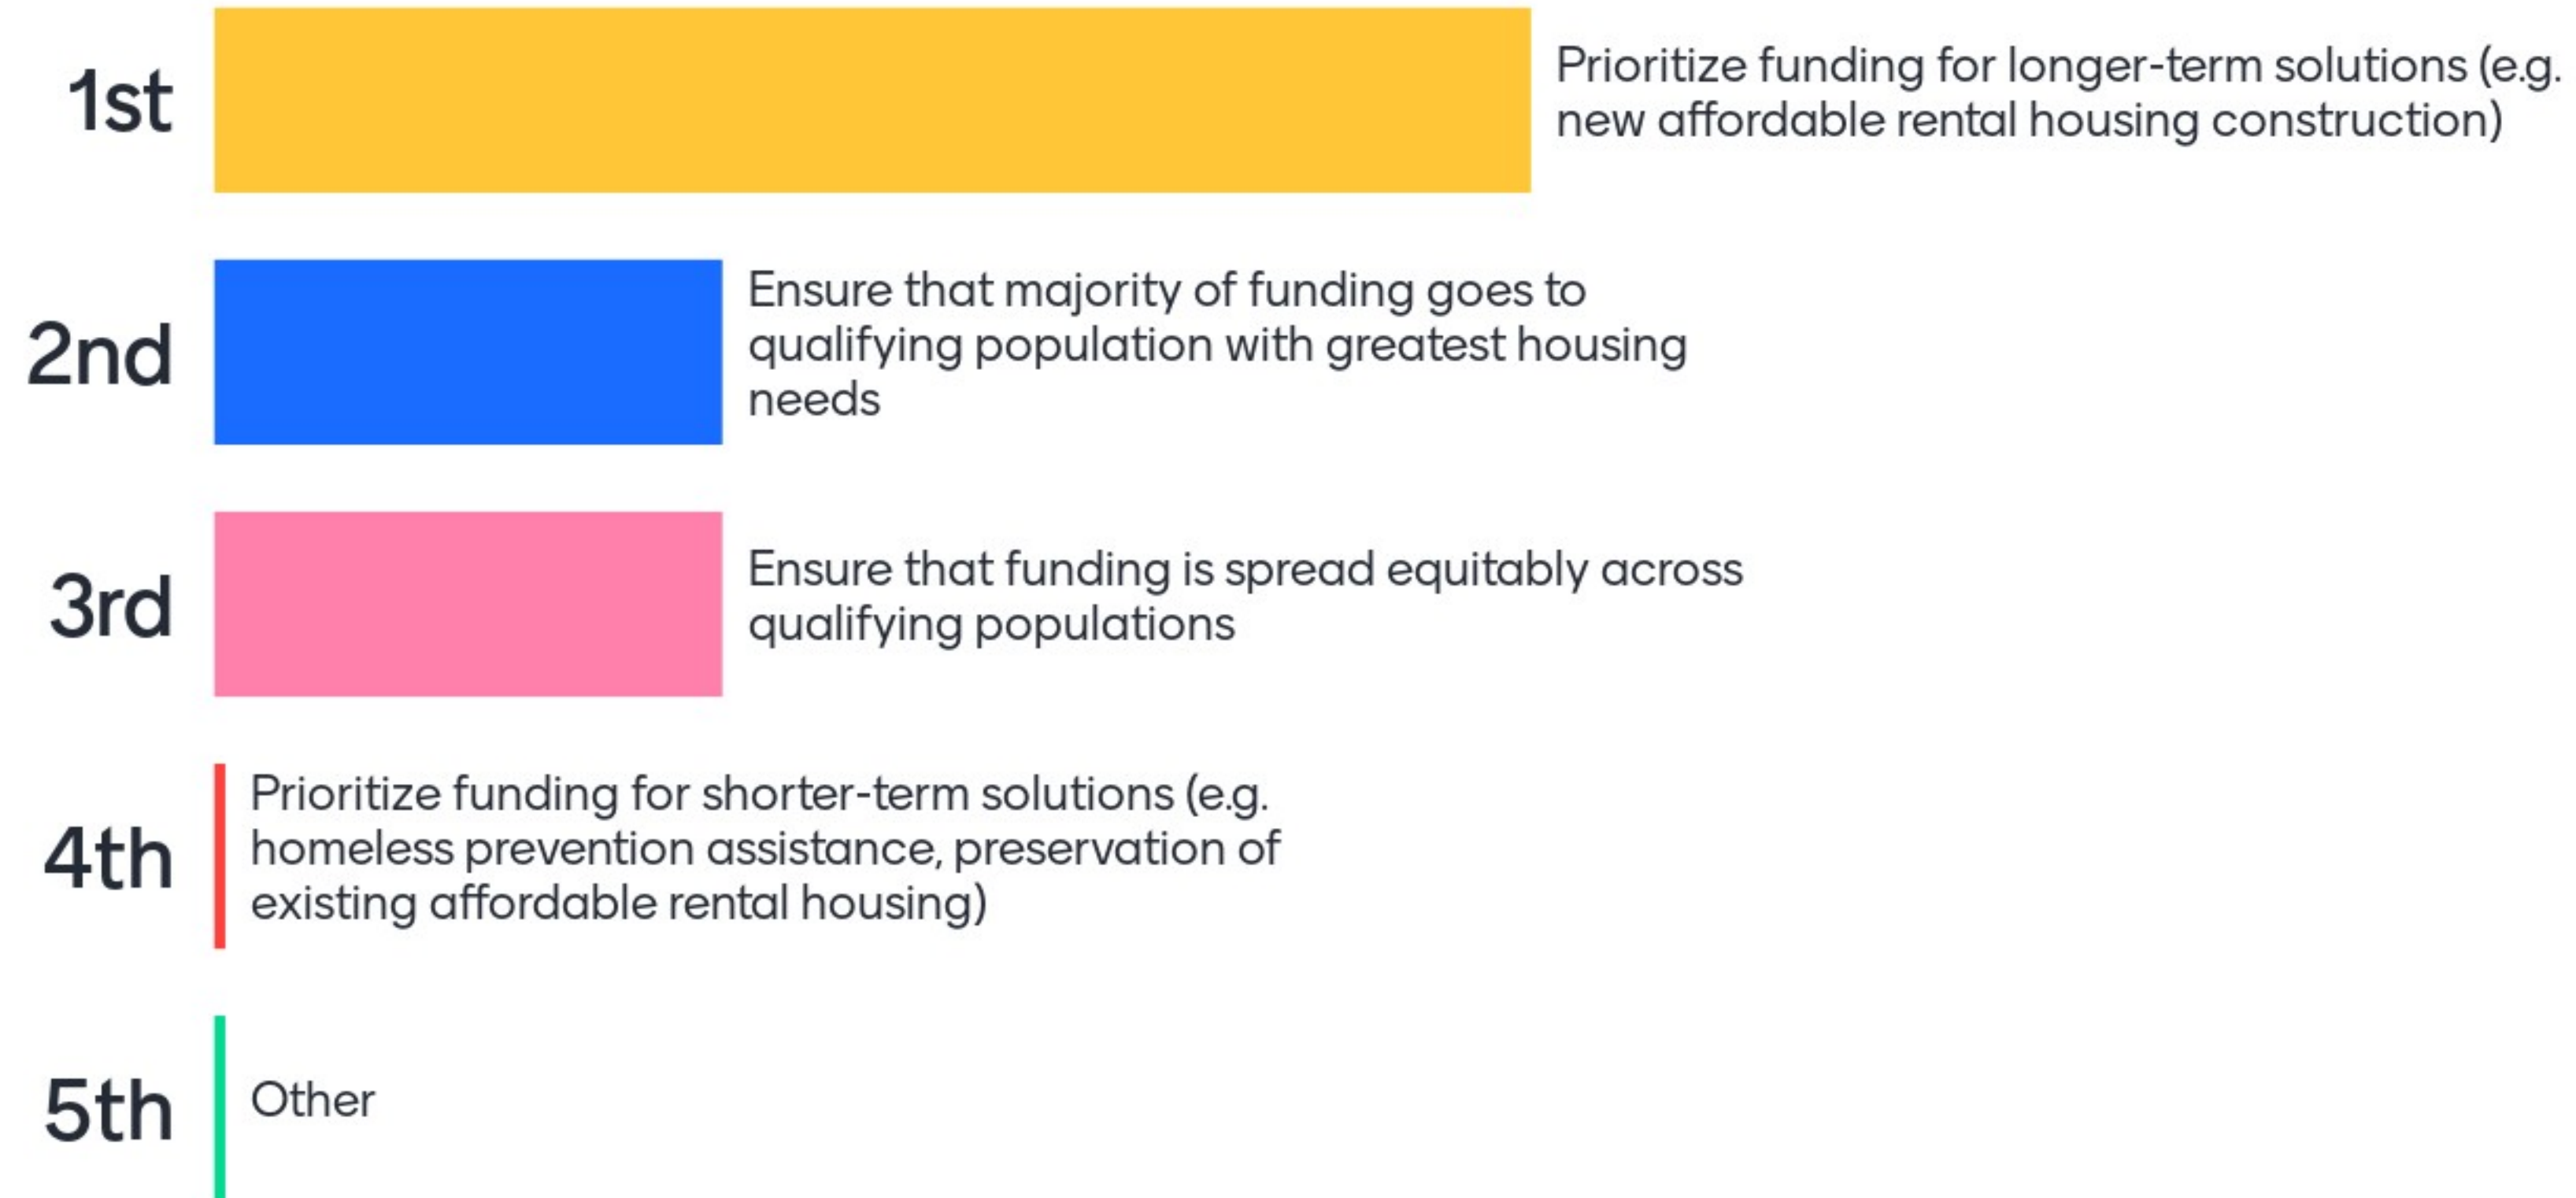 1st
Prioritize funding for longer-term solutions (e.g.
new affordable rental housing construction)
2nd
Ensure that majority of funding goes to
qualifying population with greatest housing
needs
3rd
Ensure that funding is spread equitably across
qualifying populations
4th
Prioritize funding for shorter-term solutions (e.g.
homeless prevention assistance, preservation of
existing affordable rental housing)
5th
Other